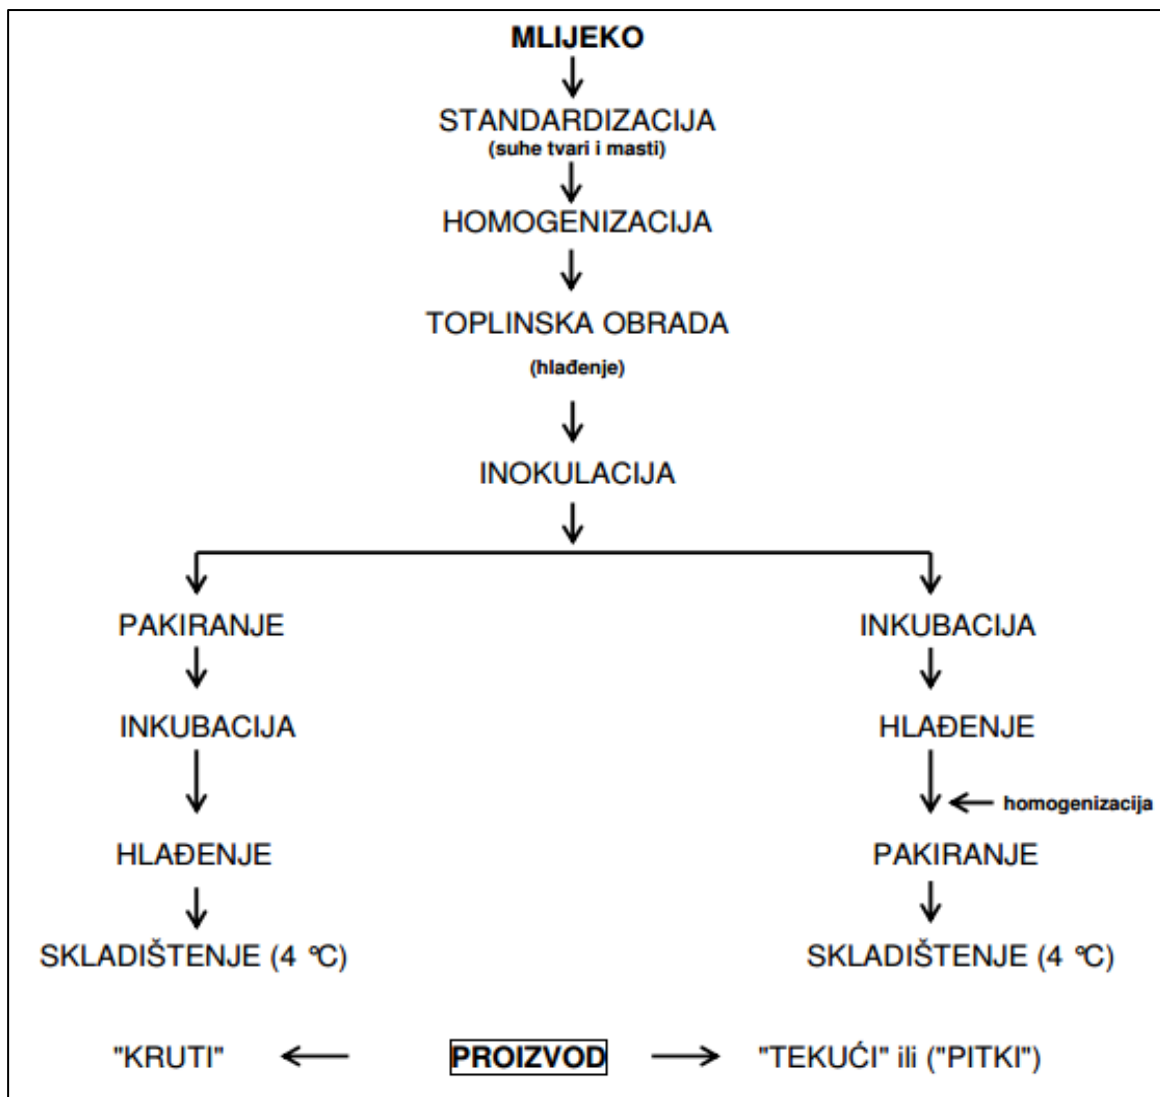 MLIJEKO
STANDARDIZACIJA
(suhe tvari i masti)
HOMOGENIZACIJA
TOPLINSKA OBRADA
(hlađenje)
INOKULACIJA
PAKIRANJE
INKUBACIJA
INKUBACIJA
HLAĐENJE
homogenizacija
HLAĐENJE
PAKIRANJE
SKLADIŠTENJE (4 °C)
SKLADIŠTENJE (4 °C)
"KRUTI"
PROIZVOD
"TEKUĆI" ili ("PITKI")